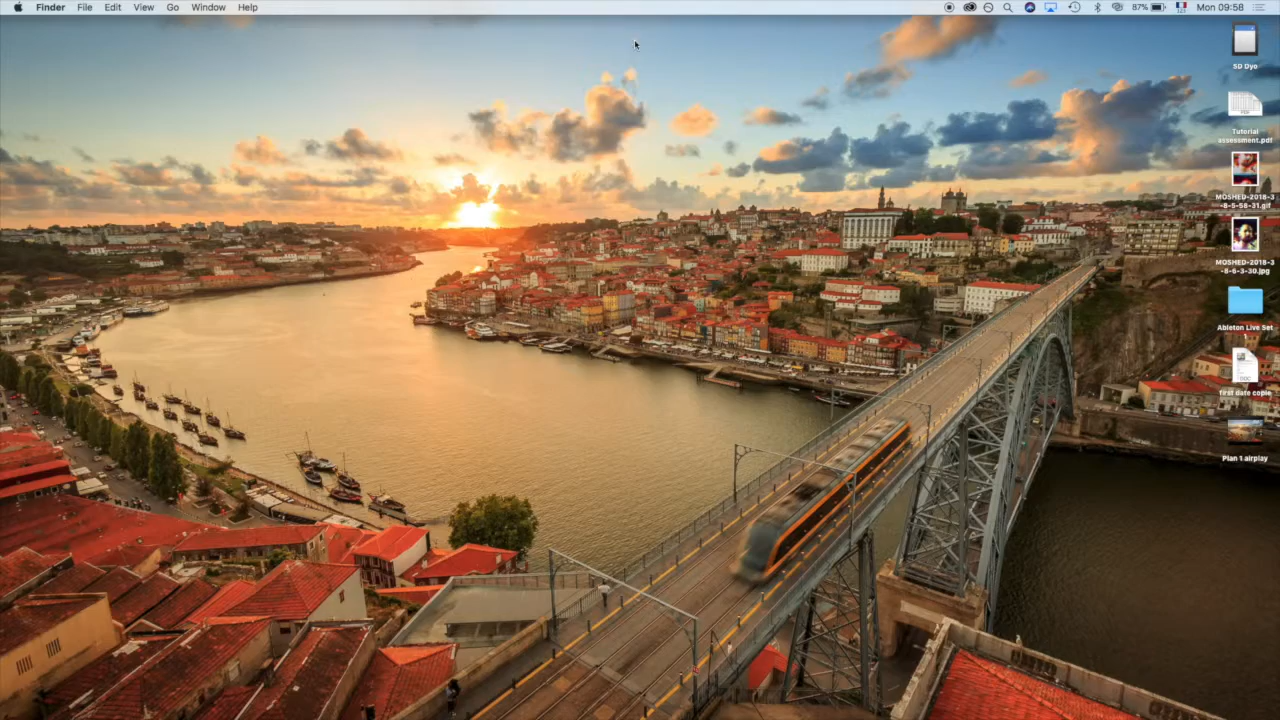 Finder File Edit View Go Window Help 87% Mon 09:58
SD Dyo
Tutorial
assessment.pdf
MOSHED-2018-3
-8-5-58-31.gif
MOSHED-2018-3
-8-6-3-30.jpg
Ableton Live Set
first date copie
Plan 1 airplay